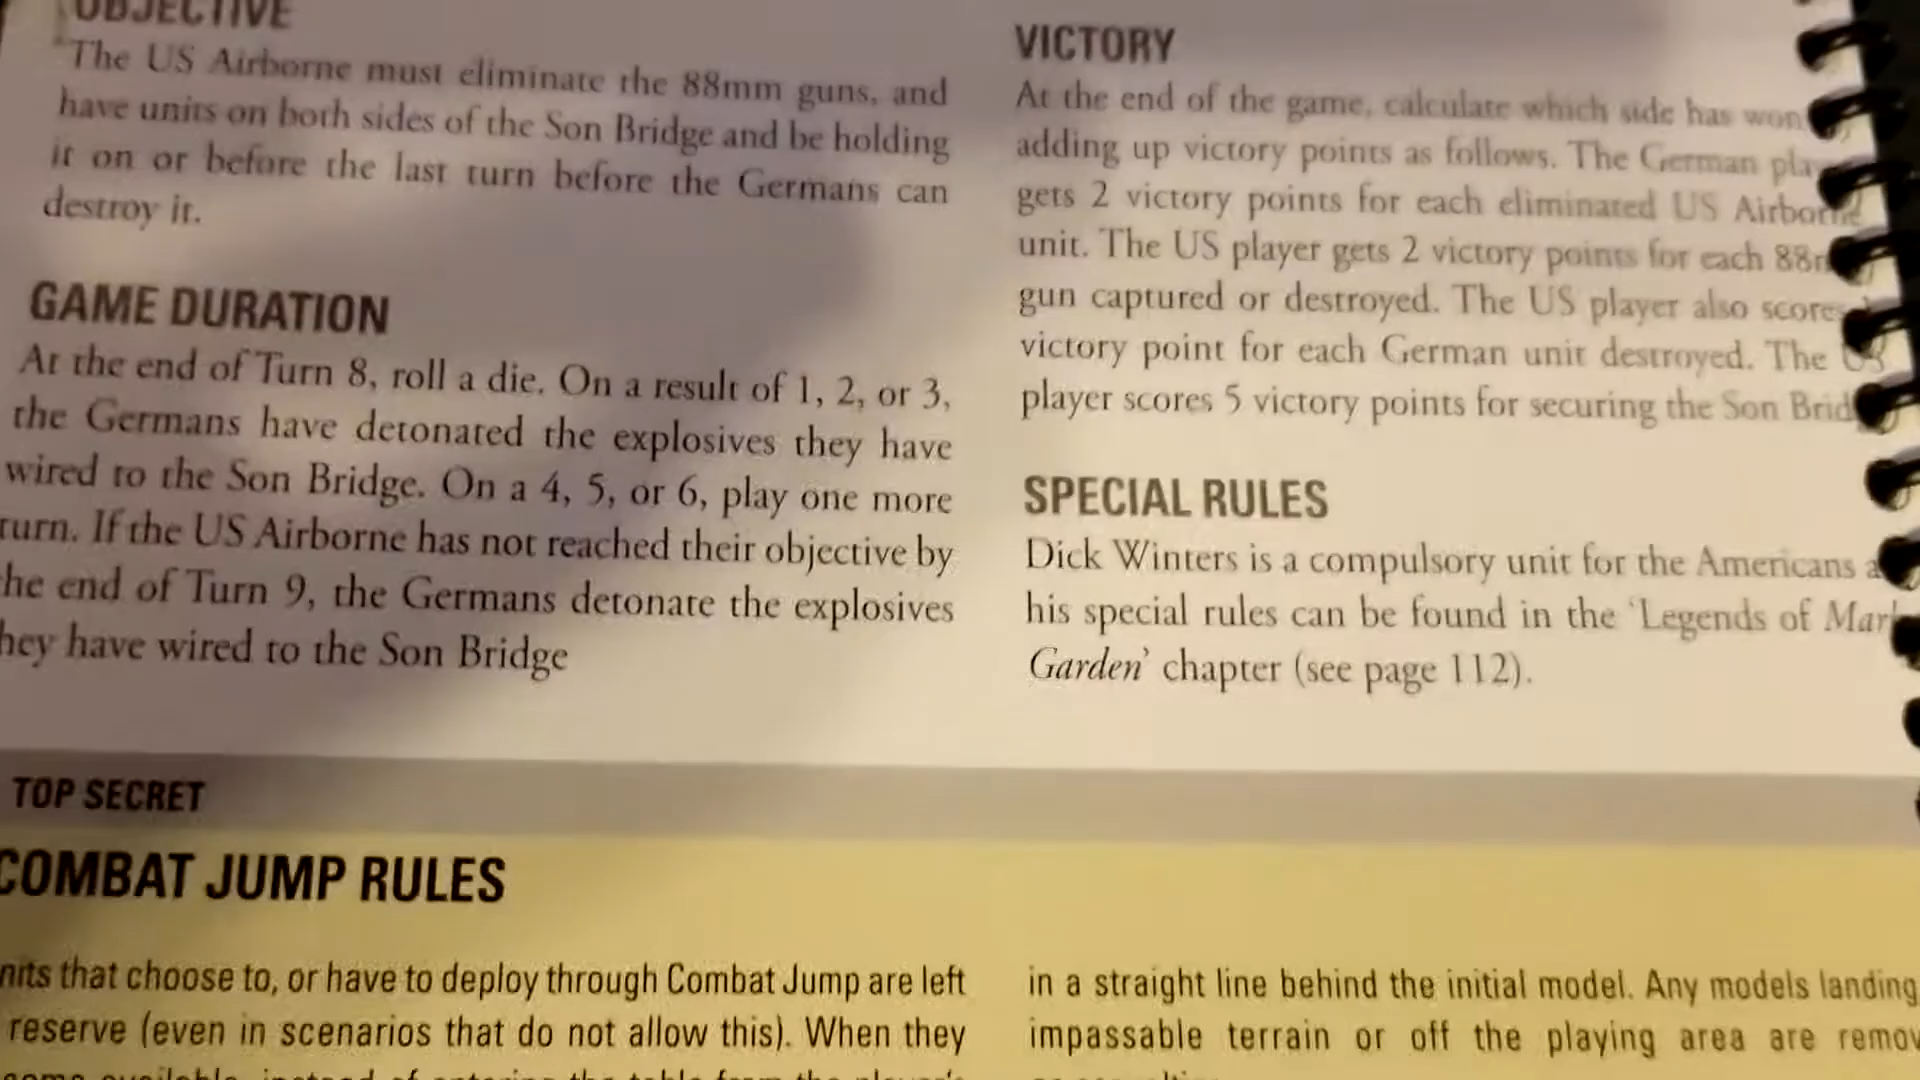 OBJECTIVE
The US Airborne must eliminate the 88mm guns, and
have units on both sides of the Son Bridge and be holding
it on or before the last turn before the Germans can
destroy it.
GAME DURATION
At the end of Turn 8, roll a die. On a result of 1, 2, or 3,
the Germans have detonated the explosives they have
wired to the Son Bridge. On a 4, 5, or 6, play one more
turn. If the US Airborne has not reached their objective by
he end of Turn 9, the Germans detonate the explosives
hey have wired to the Son Bridge
VICTORY
At the end of the game, calculate which side has won
adding up victory points as follows. The German
gets 2 victory points for each eliminated US Airborne
unit. The US player gets 2 victory points for each
gun captured or destroyed. The US player also scores
victory point for each German unit destroyed. The US
player scores 5 victory points for securing the Son
SPECIAL RULES
Dick Winters is a compulsory unit for the Americans
his special rules can be found in the 'Legends of
Garden' chapter (see page 112).
TOP SECRET
COMBAT JUMP RULES
nits that choose to, or have to deploy through Combat Jump are left
reserve (even in scenarios that do not allow this). When they
in a straight line behind the initial model. Any models landing
impassable terrain or off the playing area are